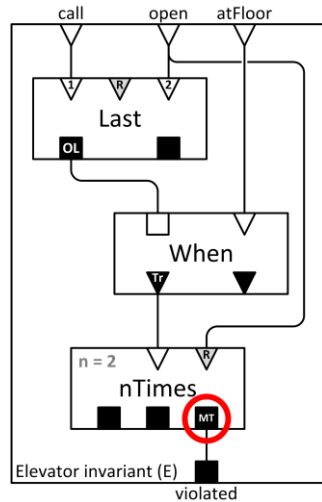 call open atFloor
1 R 2
Last
OL
When
Tr
R
n = 2
nTimes
MT
Elevator invariant (E)
violated